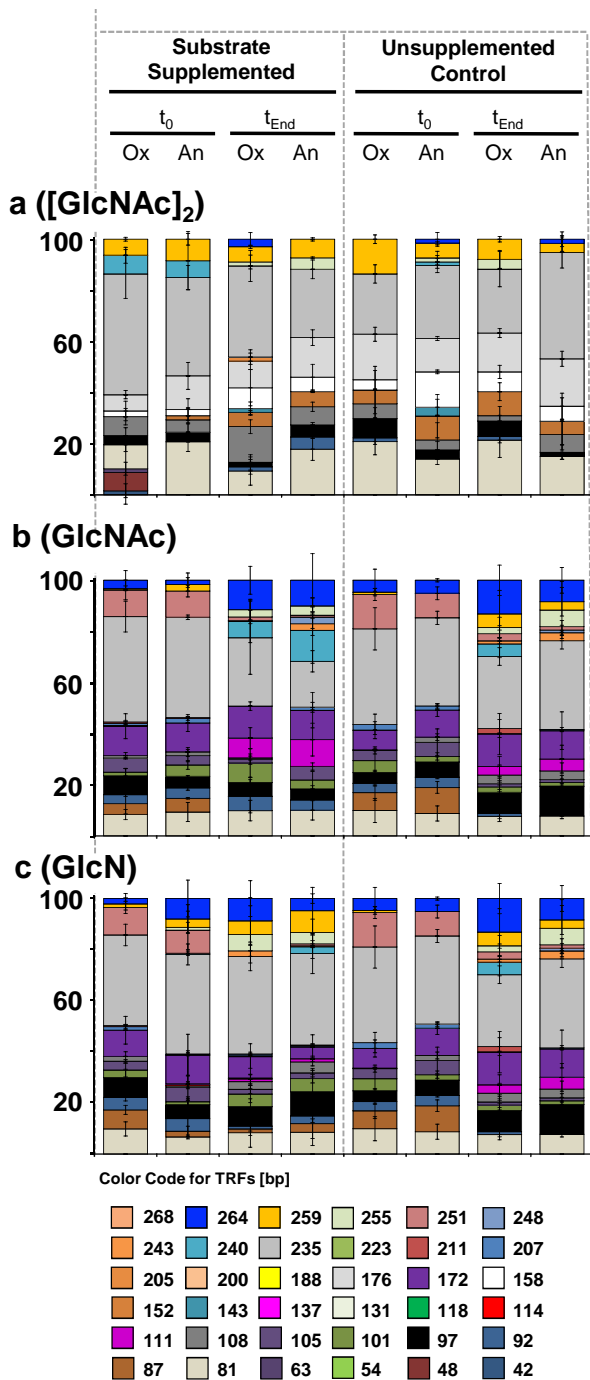 Substrate Supplemented
Unsupplemented Control
t0 tEnd t0 tEnd
Ox An Ox An Ox An Ox An
a ([GlcNAc]2)
100
60
20
b (GlcNAc)
100
60
20
c (GlcN)
100
60
20
Color Code for TRFs [bp]
268 264 259 255 251 248
243 240 235 223 211 207
205 200 188 176 172 158
152 143 137 131 118 114
111 108 105 101 97 92
87 81 63 54 48 42